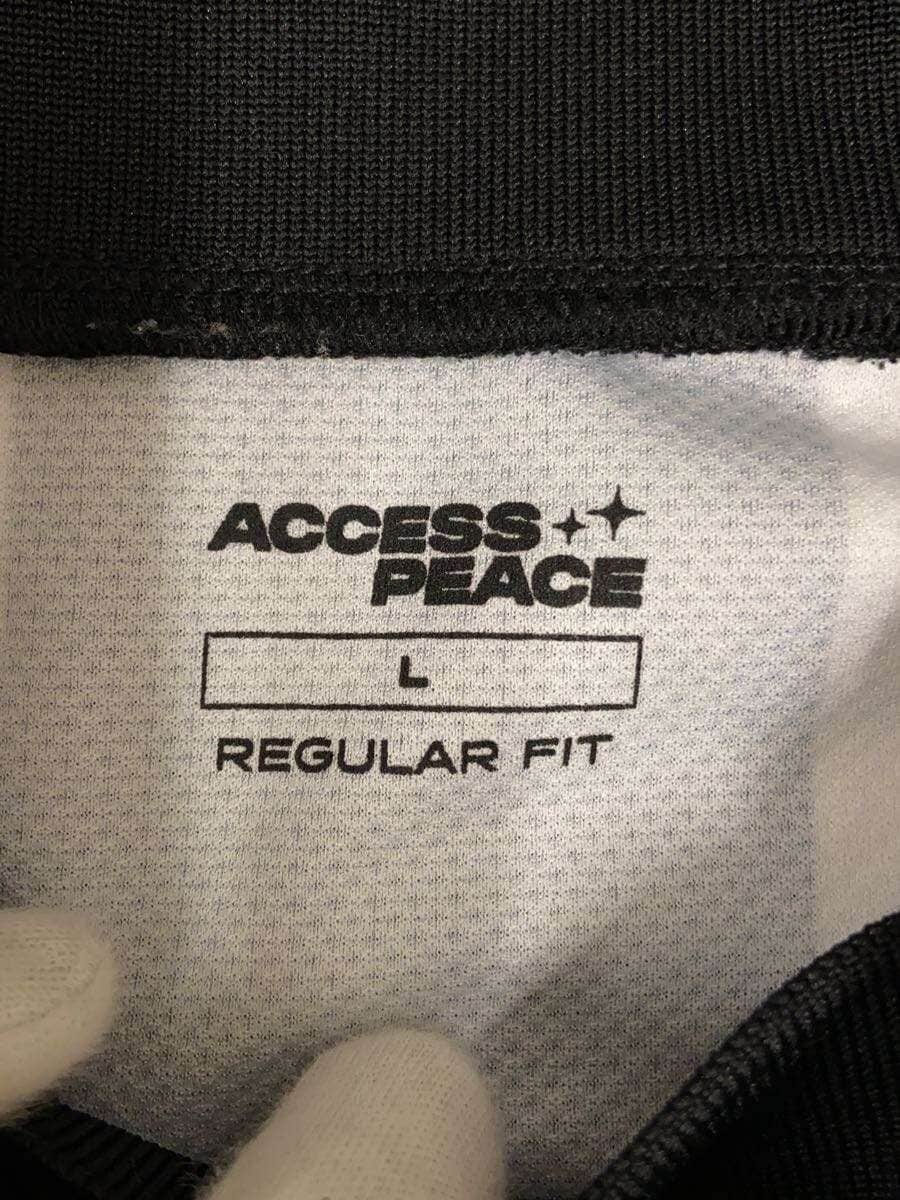 ACCESS
PEACE
L
REGULAR FIT